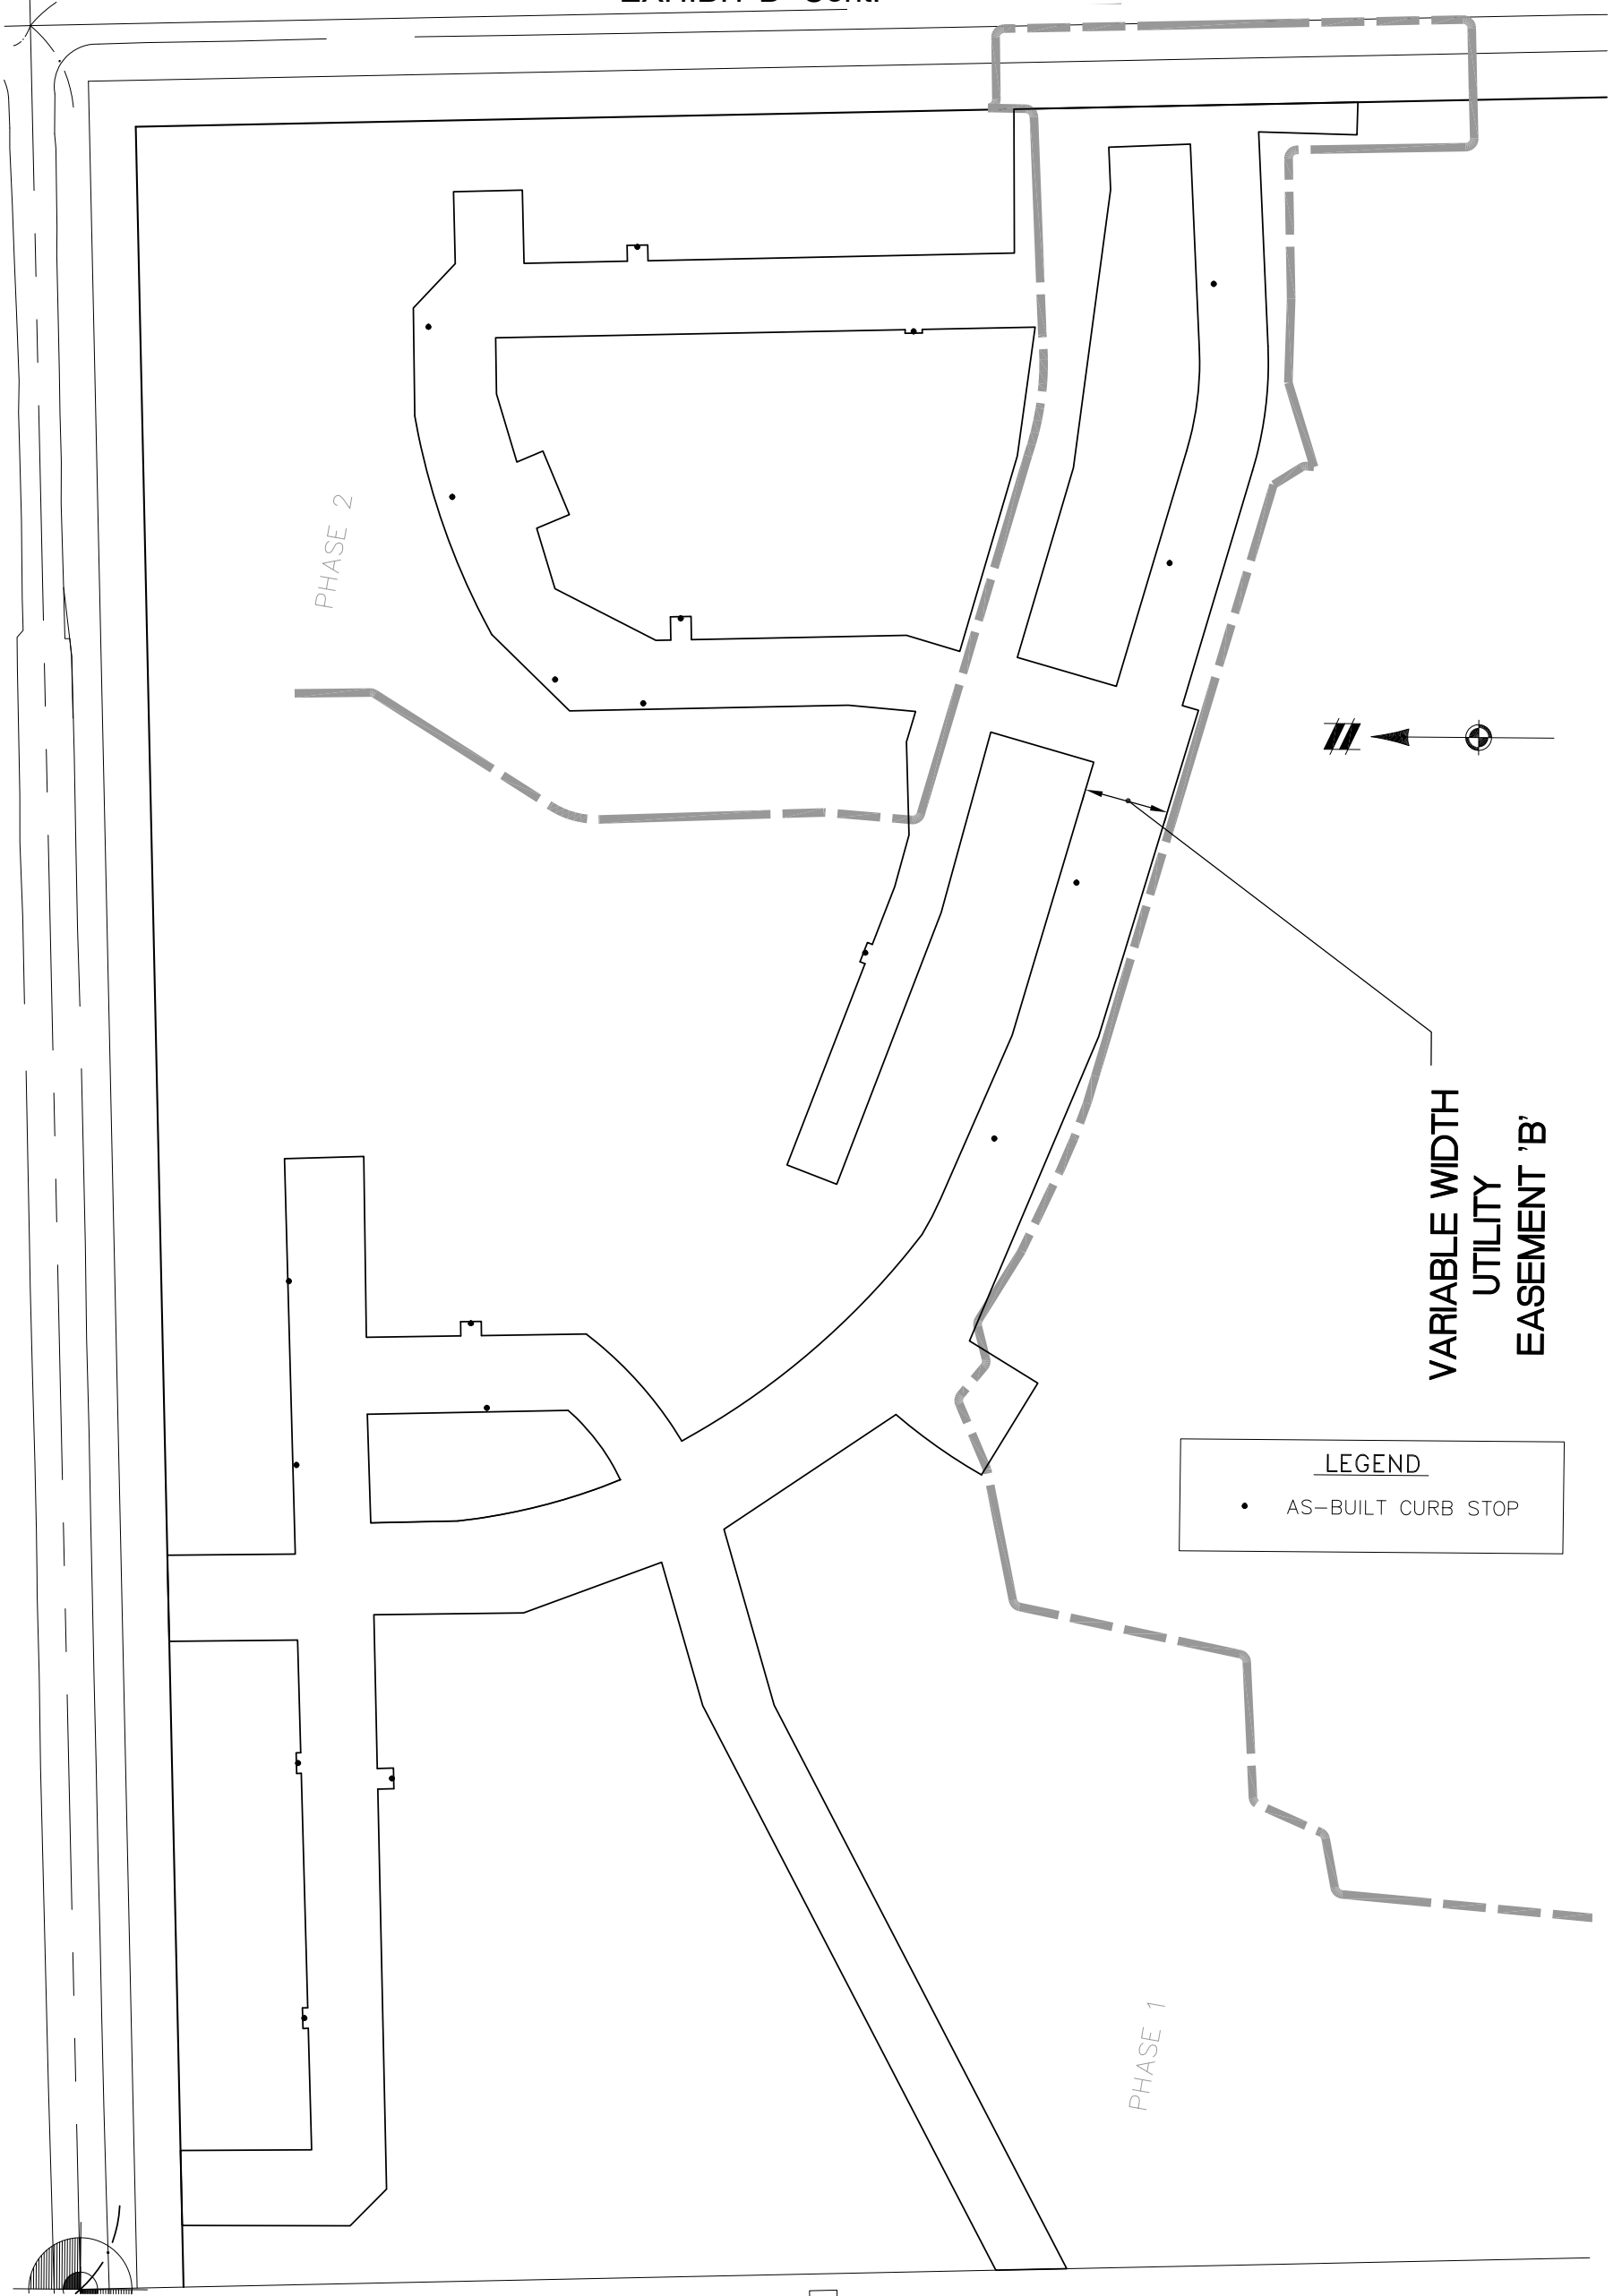 PHASE 2
VARIABLE WIDTH
UTILITY
EASEMENT 'B'
LEGEND
AS-BUILT CURB STOP
PHASE 1